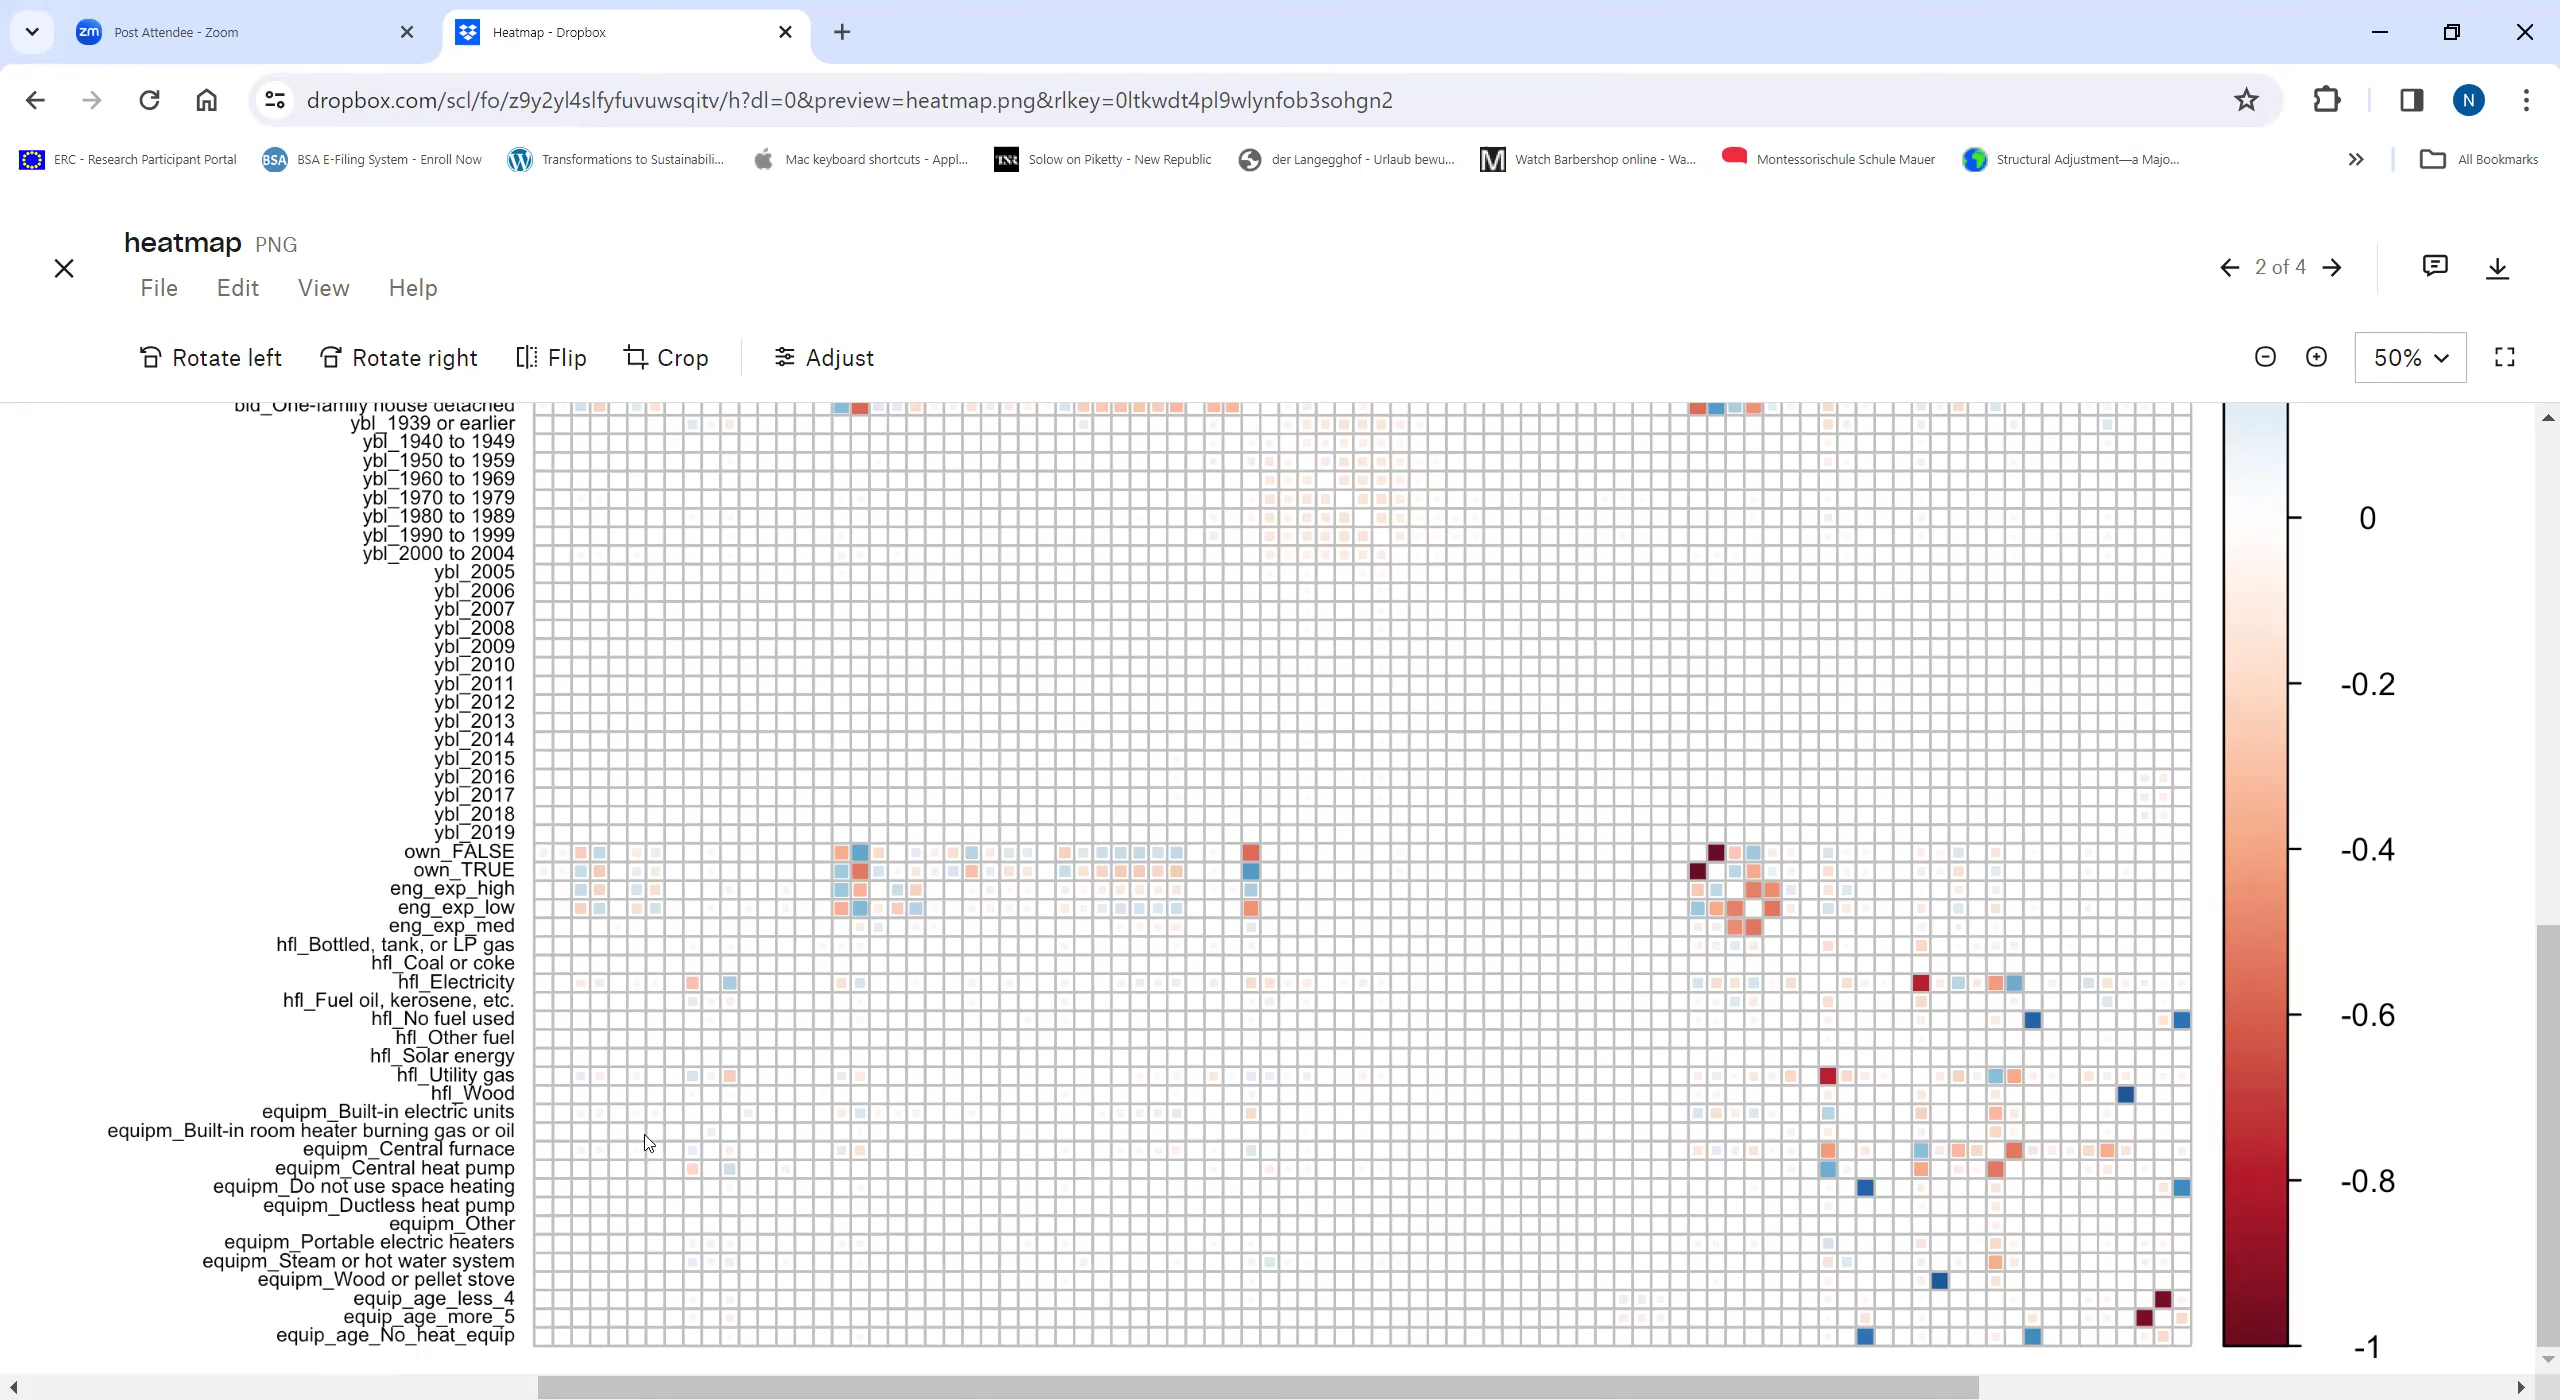 Post Attendee - Zoom
Heatmap - Dropbox
dropbox.com/scl/fo/z9y2yl4slfyfuvuwsqitv/h?dl=0&preview=heatmap.png&rlkey=0ltkwdt4pl9wlynfob3sohgn2
N
ERC - Research Participant Portal
BSA E-Filing System - Enroll Now
Transformations to Sustainabili...
Mac keyboard shortcuts - Appl...
TNR Solow on Piketty - New Republic
der Langegghof - Urlaub bewu...
M Watch Barbershop online - Wa...
Montessorischule Schule Mauer
Structural Adjustment—a Majo...
All Bookmarks
heatmap PNG
File Edit View Help
2 of 4
Rotate left Rotate right Flip Crop Adjust
50%
bld_One-family house detached
ybl_1939 or earlier
ybl_1940 to 1949
ybl_1950 to 1959
ybl_1960 to 1969
ybl_1970 to 1979
ybl_1980 to 1989
ybl_1990 to 1999
ybl_2000 to 2004
ybl_2005
ybl_2006
ybl_2007
ybl_2008
ybl_2009
ybl_2010
ybl_2011
ybl_2012
ybl_2013
ybl_2014
ybl_2015
ybl_2016
ybl_2017
ybl_2018
ybl_2019
own_FALSE
own_TRUE
eng_exp_high
eng_exp_low
eng_exp_med
hfl_Bottled, tank, or LP gas
hfl_Coal or coke
hfl_Electricity
hfl_Fuel oil, kerosene, etc.
hfl_No fuel used
hfl_Other fuel
hfl_Solar energy
hfl_Utility gas
hfl_Wood
equipm_Built-in electric units
equipm_Built-in room heater burning gas or oil
equipm_Central furnace
equipm_Central heat pump
equipm_Do not use space heating
equipm_Ductless heat pump
equipm_Other
equipm_Portable electric heaters
equipm_Steam or hot water system
equipm_Wood or pellet stove
equip_age_less_4
equip_age_more_5
equip_age_No_heat_equip
0
-0.2
-0.4
-0.6
-0.8
-1